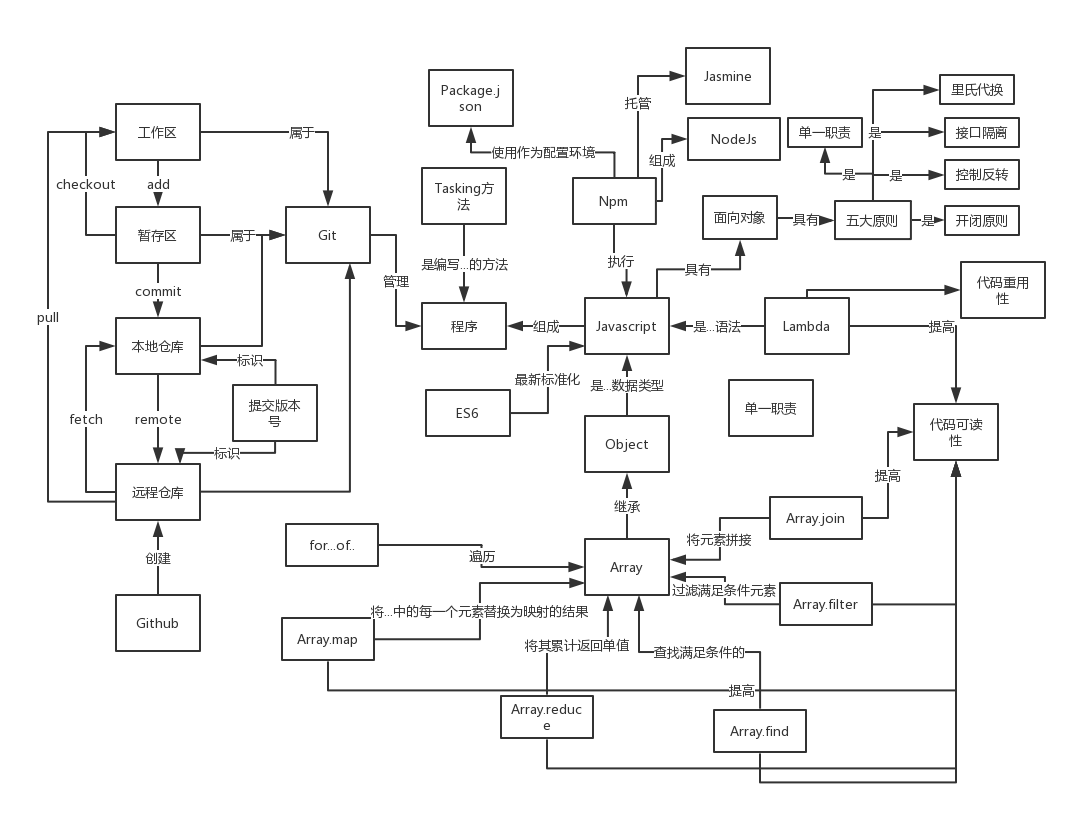 Jasmine
Package.j
son
里氏代换
托管
工作区
属于
单一职责
是
接口隔离
NodeJs
使用作为配置环境
组成
checkout
add
Tasking方
法
是
是
控制反转
Npm
面向对象
具有
五大原则
是
开闭原则
暂存区
属于
Git
是编写...的方法
执行
具有
管理
代码重用
性
commit
pull
程序
组成
Javascript
是...语法
Lambda
提高
本地仓库
标识
最新标准化
是...数据类型
提交版本
号
ES6
单一职责
fetch
remote
代码可读
性
Object
标识
提高
远程仓库
继承
Array.join
将元素拼接
for...of..
遍历
创建
Array
过滤满足条件元素
Array.filter
将...中的每一个元素替换为映射的结果
Github
Array.map
将其累计返回单值
查找满足条件的
提高
Array.reduc
e
Array.find